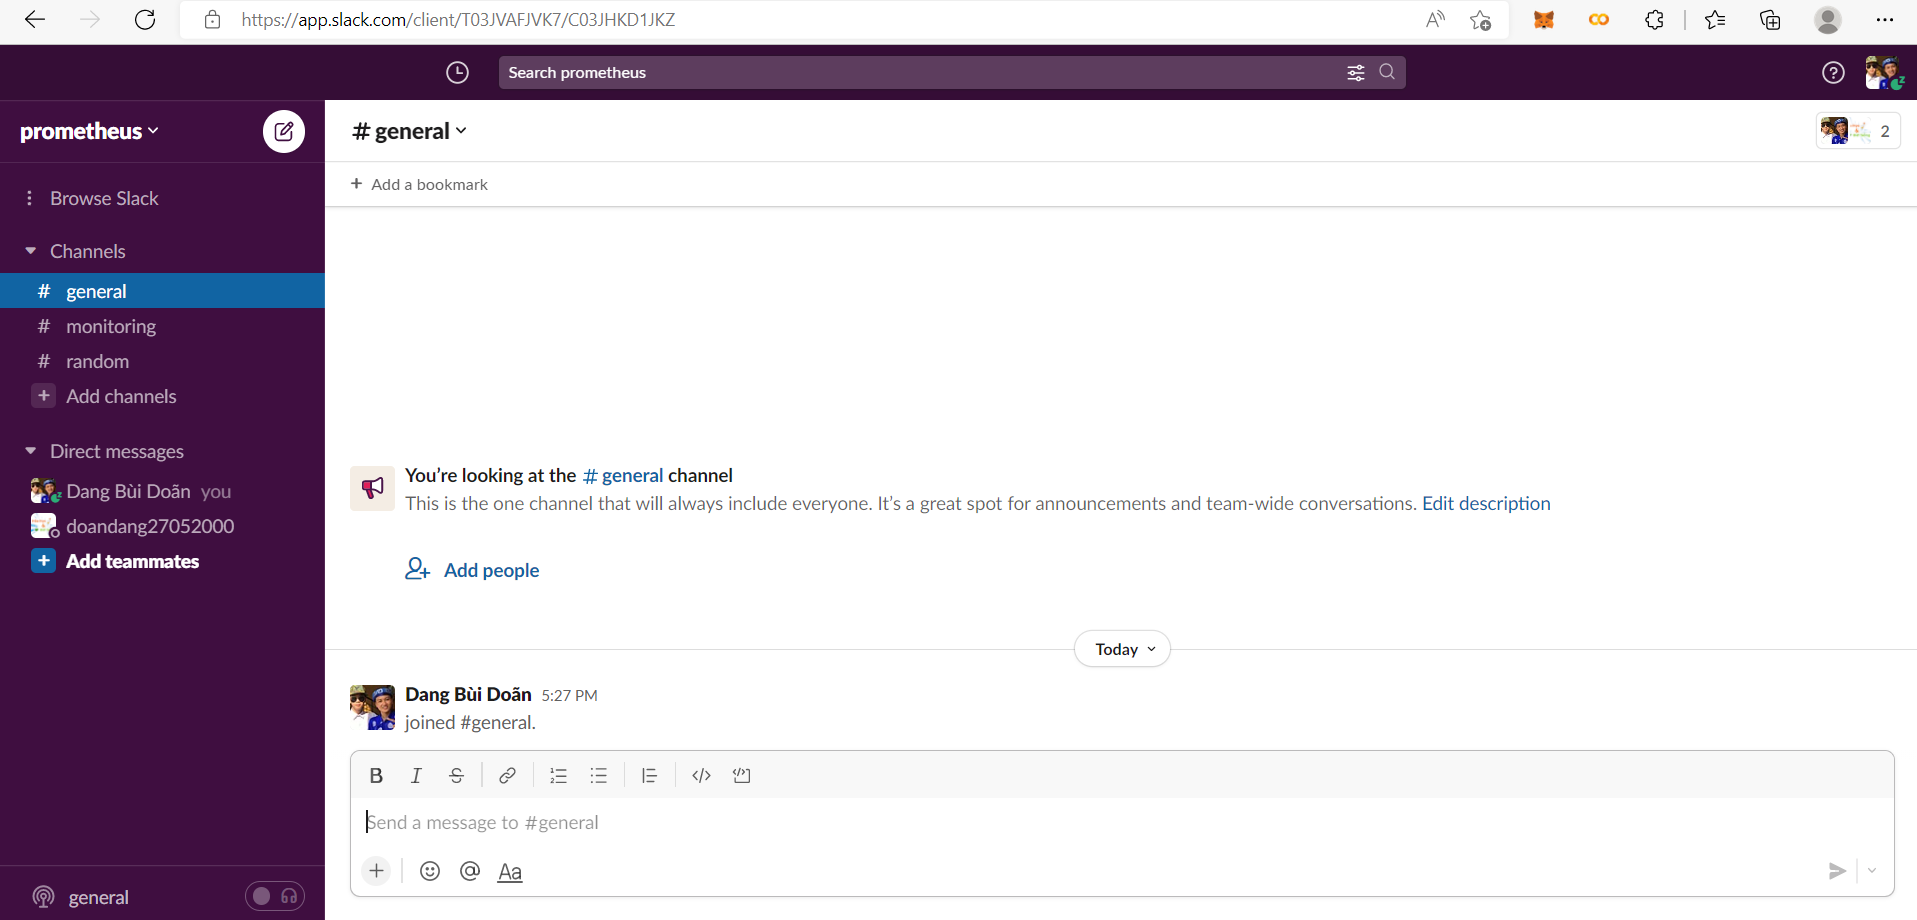 https://app.slack.com/client/T03JVAFJVK7/C03JHKD1JKZ
Search prometheus
prometheus
# general
2
Add a bookmark
Browse Slack
Channels
# general
# monitoring
# random
+ Add channels
Direct messages
Dang Bùi Doãn you
doandang27052000
+ Add teammates
You’re looking at the # general channel
This is the one channel that will always include everyone. It’s a great spot for announcements and team-wide conversations. Edit description
Add people
Today
Dang Bùi Doãn 5:27 PM
joined #general.
B I S
Send a message to #general
+ @ Aa
general